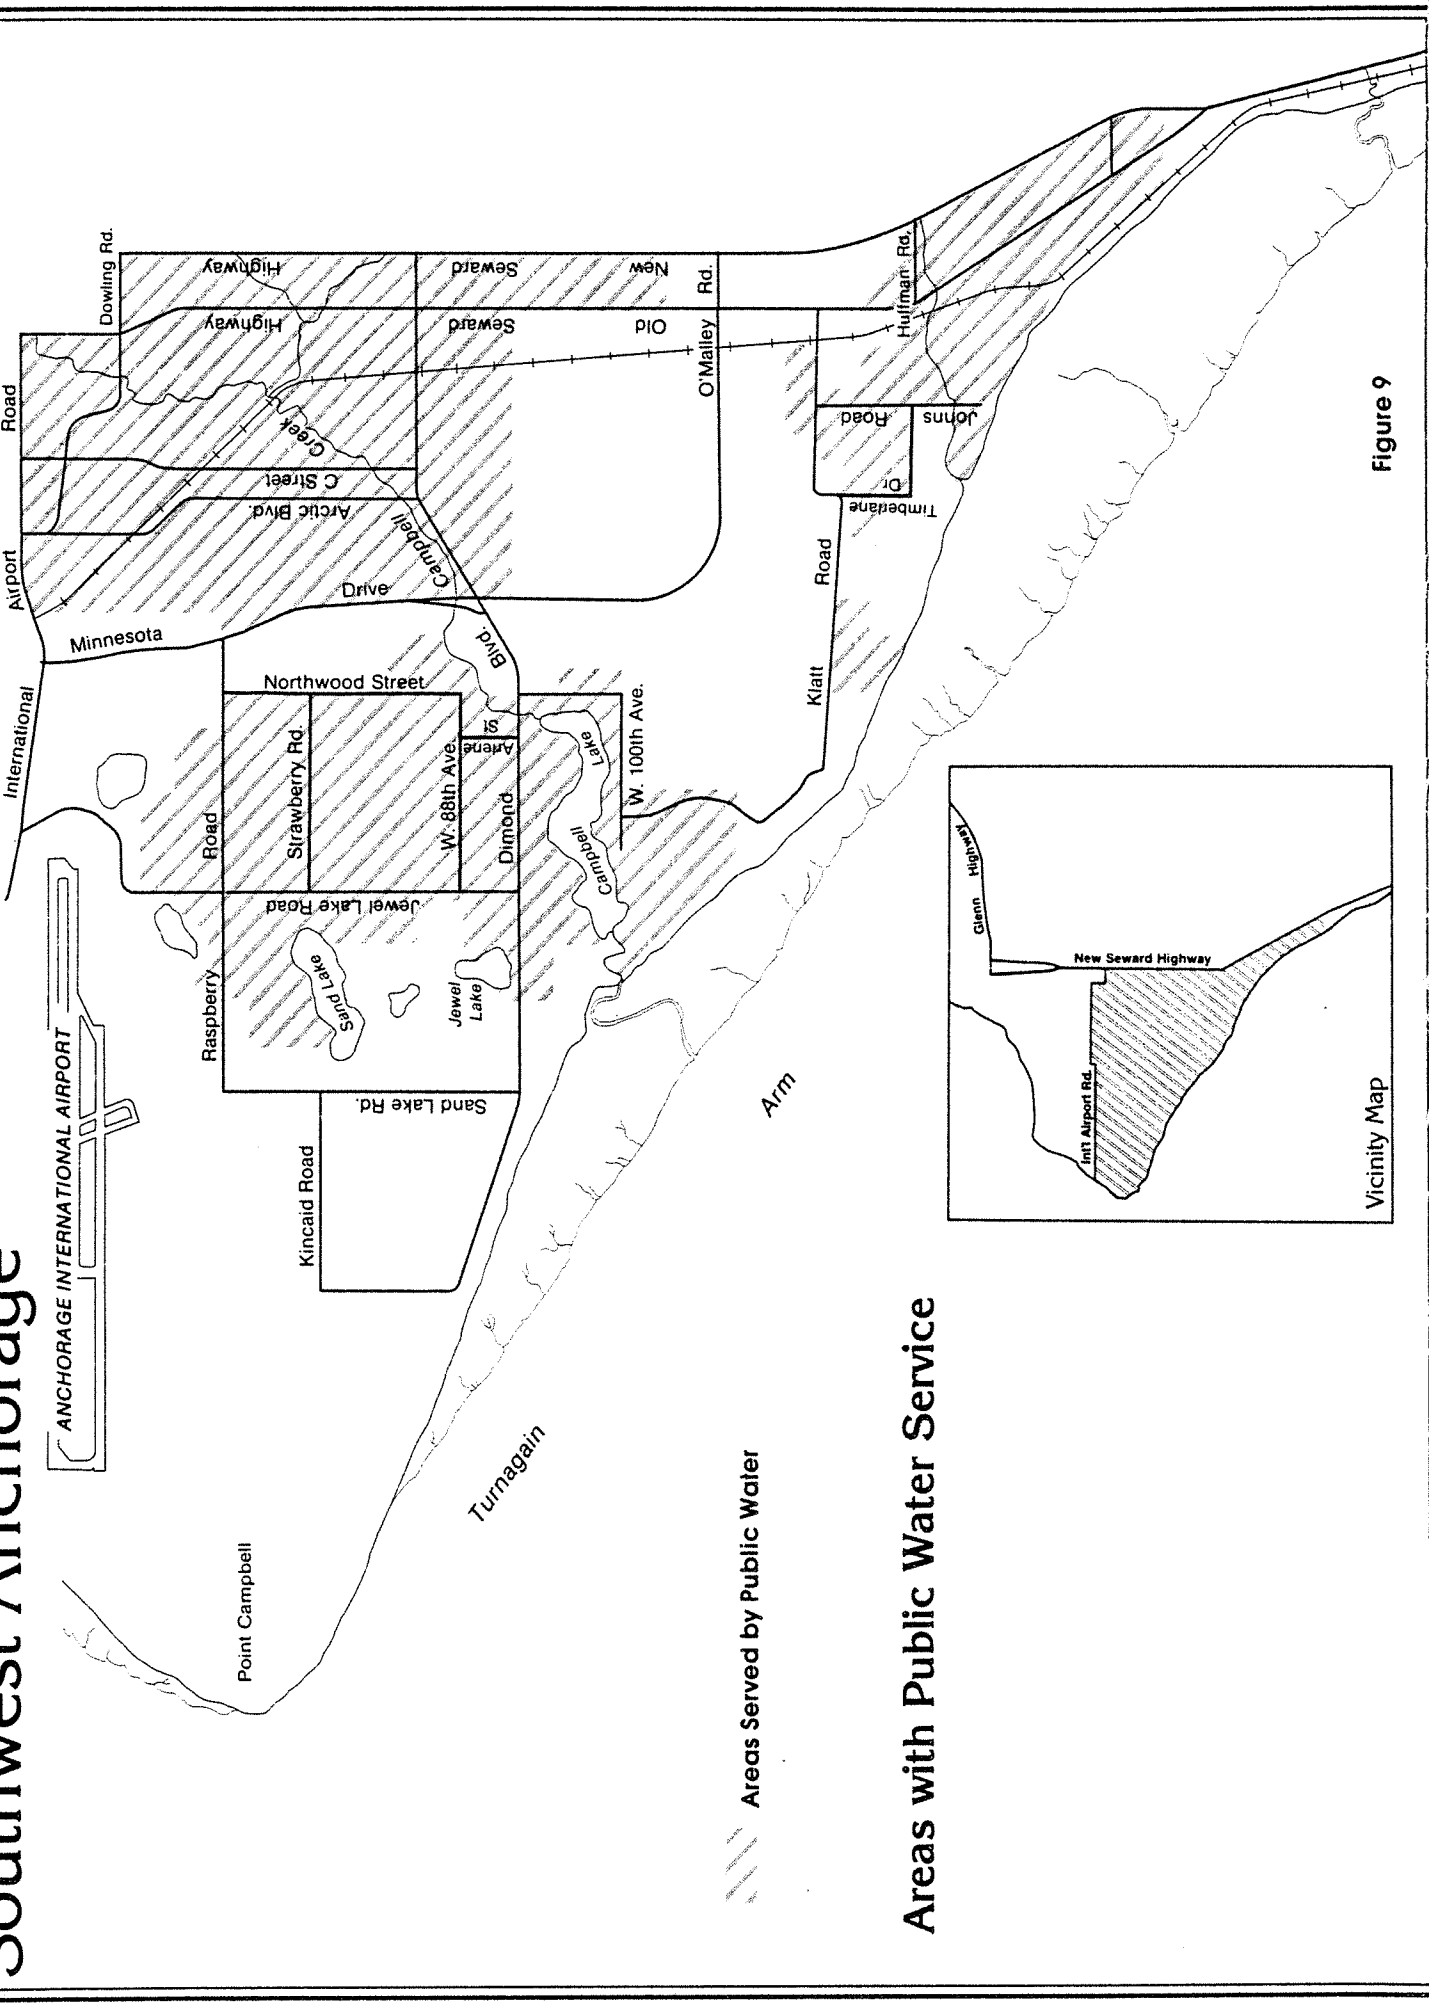 Southwest Anchorage
ANCHORAGE INTERNATIONAL AIRPORT
International
Airport
Road
Minnesota
Drive
Dowling Rd.
Highway
Highway
Arctic Blvd.
C Street
Creek
Campbell
Raspberry
Road
Northwood Street
Strawberry Rd.
Jewel Lake Road
Sand Lake
Kincaid Road
Sand Lake Rd.
Point Campbell
W. 88th Ave
Arlene
St
Jewel
Lake
Dimond
Blvd.
Seward
Seward
Old
New
Campbell
Lake
W. 100th Ave.
O'Malley
Rd.
Turnagain
Arm
Klatt
Road
Timberlane
Dr
Johns
Road
Huffman Rd.
Areas Served by Public Water
Areas with Public Water Service
Glenn
Highway
New Seward Highway
Int'l Airport Rd.
Vicinity Map
Figure 9